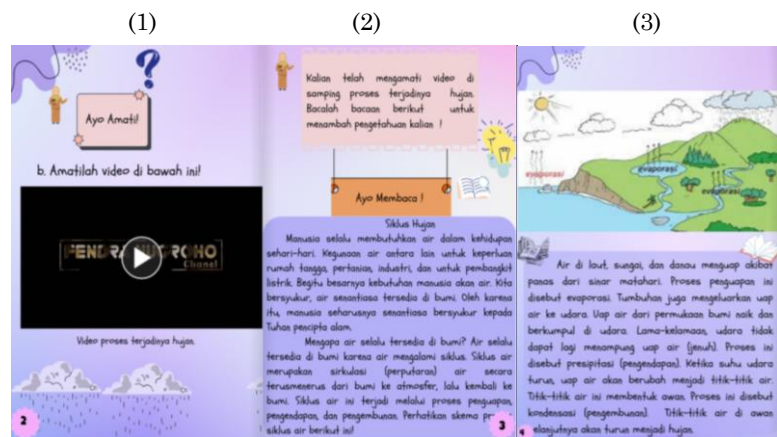 (1)
(2)
(3)
Ayo Amati!
b. Amatilah video di bawah ini!
PENDRA NUGROHO
Chanel
Video proses terjadinya hujan.
2
Kalian telah mengamati video di
samping proses terjadinya hujan.
Bacalah bacaan berikut untuk
menambah pengetahuan kalian !
Ayo Membaca !
Siklus Hujan
Manusia selalu membutuhkan air dalam kehidupan
sehari-hari. Kegunaan air antara lain untuk keperluan
rumah tangga, pertanian, industri, dan untuk pembangkit
listrik. Begitu besarnya kebutuhan manusia akan air. Kita
bersyukur, air senantiasa tersedia di bumi. Oleh karena
itu, manusia seharusnya senantiasa bersyukur kepada
Tuhan pencipta alam.
Mengapa air selalu tersedia di bumi? Air selalu
tersedia di bumi karena air mengalami siklus. Siklus air
merupakan sirkulasi (perputaran) air secara
terusmenerus dari bumi ke atmosfer, lalu kembali ke
bumi. Siklus air ini terjadi melalui proses penguapan,
pengendapan, dan pengembunan. Perhatikan skema
siklus air berikut ini!
3
evaporasi
evaporasi
evaporasi
Air di laut, sungai, dan danau menguap akibat
panas dari sinar matahari. Proses penguapan ini
disebut evaporasi. Tumbuhan juga mengeluarkan uap
air ke udara. Uap air dari permukaan bumi naik dan
berkumpul di udara. Lama-kelamaan, udara tidak
dapat lagi menampung uap air (jenuh). Proses ini
disebut presipitasi (pengendapan). Ketika suhu udara
turun, uap air akan berubah menjadi titik-titik air.
Titik-titik air ini membentuk awan. Proses ini disebut
kondensasi (pengembunan). Titik-titik air di awan
selanjutnya akan turun menjadi hujan.
4